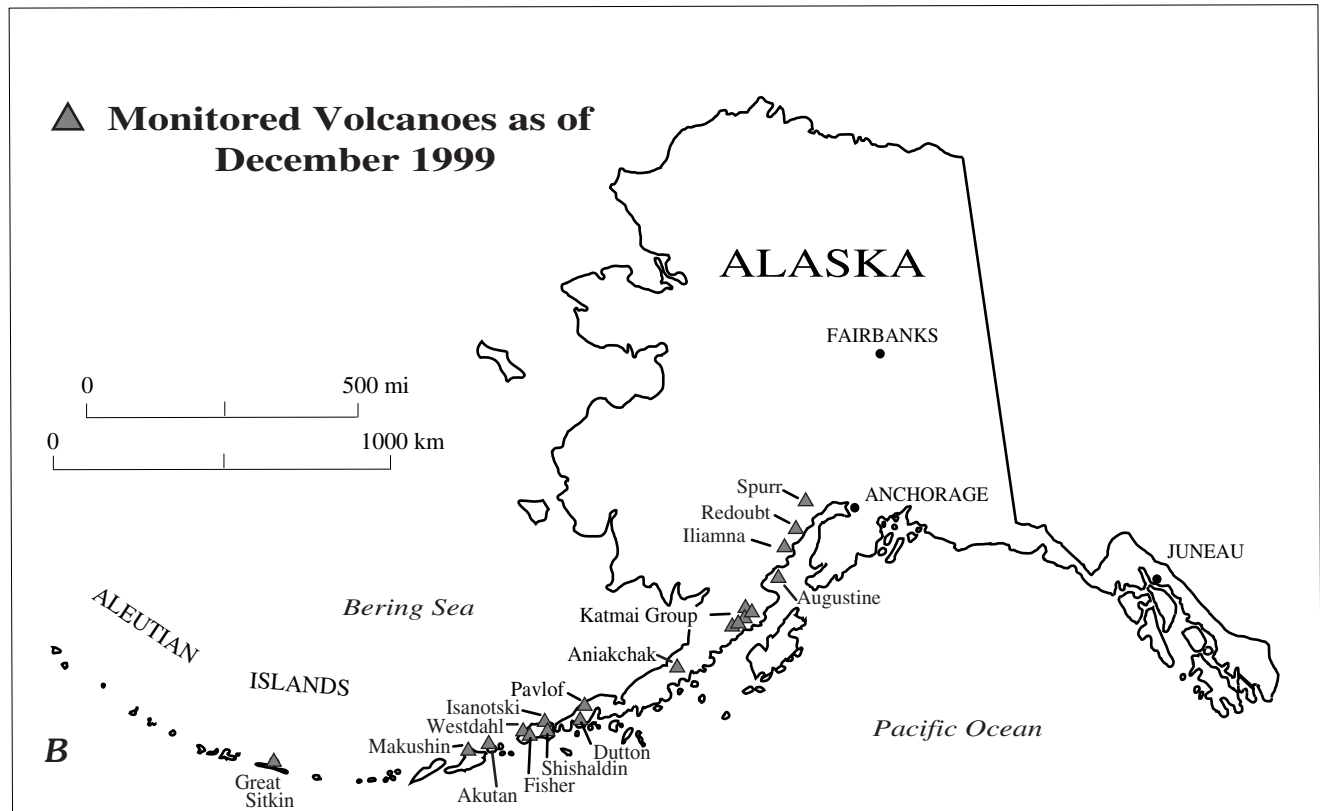 Monitored Volcanoes as of
December 1999
ALASKA
FAIRBANKS
0 500 mi
0 1000 km
Spurr
ANCHORAGE
Redoubt
Iliamna
JUNEAU
Augustine
Bering Sea
Katmai Group
ALEUTIAN
ISLANDS
Aniakchak
Pavlof
Isanotski
Westdahl
Makushin
Pacific Ocean
B
Dutton
Shishaldin
Fisher
Akutan
Great
Sitkin